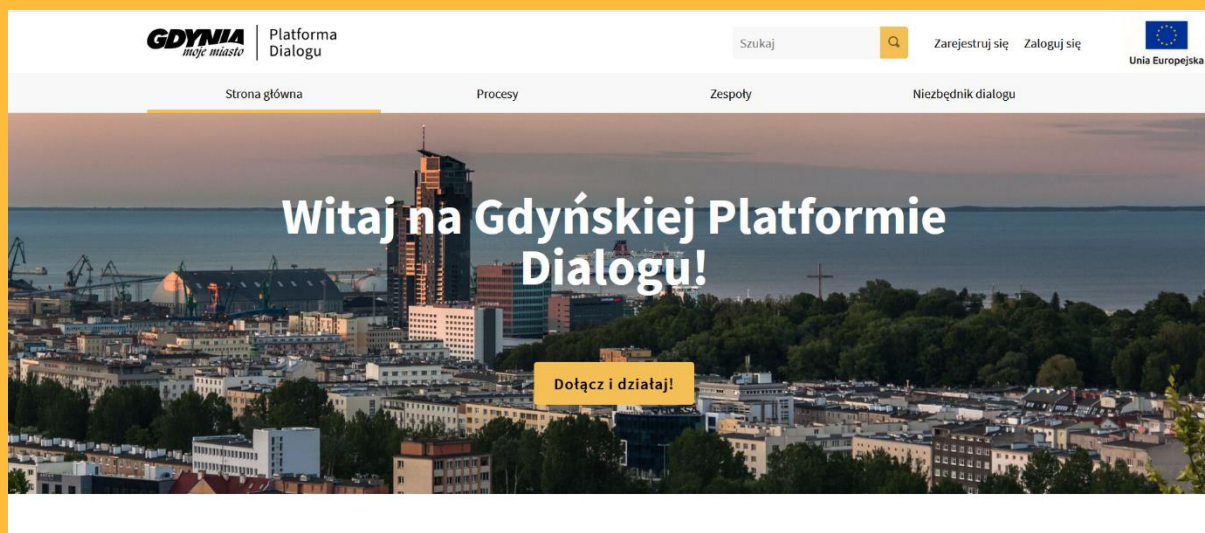 GDYNIA
moje miasto
Platforma
Dialogu
Szukaj
Zarejestruj się
Zaloguj się
Unia Europejska
Strona główna
Procesy
Zespoły
Niezbędnik dialogu
Witaj na Gdyńskiej Platformie
Dialogu!
Dołącz i działaj!